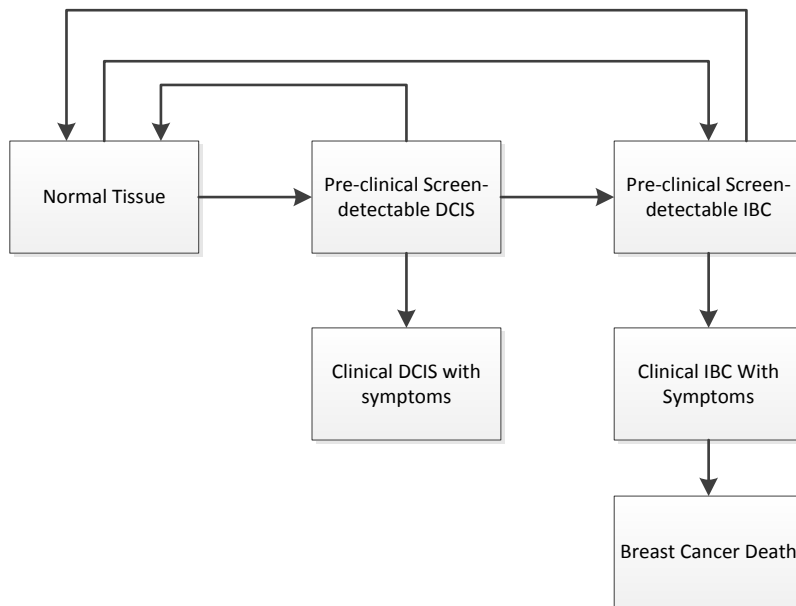 Normal Tissue
Pre-clinical Screen-
detectable DCIS
Pre-clinical Screen-
detectable IBC
Clinical DCIS with
symptoms
Clinical IBC With
Symptoms
Breast Cancer Death